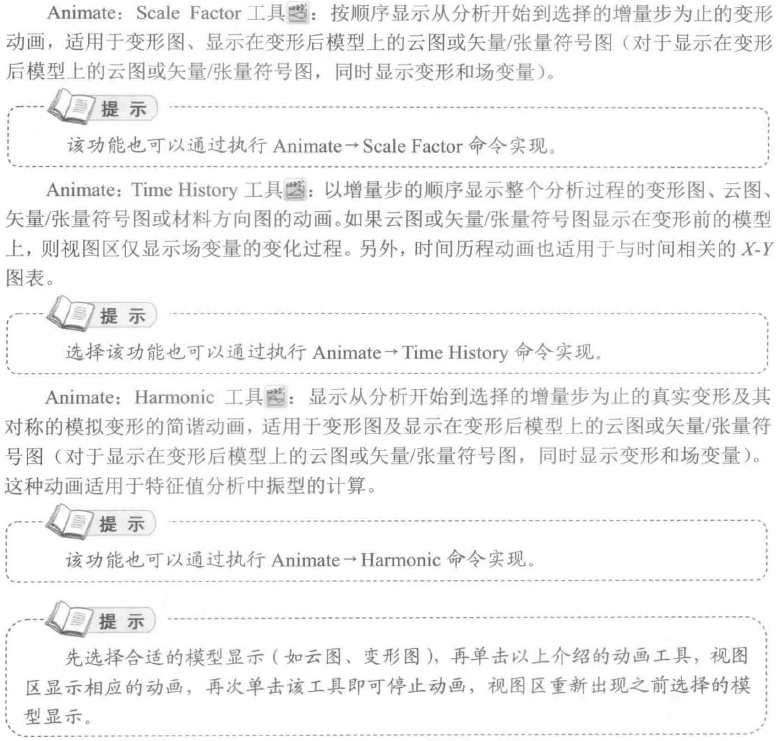 Animate：Scale Factor 工具：按顺序显示从分析开始到选择的增量步为止的变形
动画，适用于变形图、显示在变形后模型上的云图或矢量/张量符号图（对于显示在变形
后模型上的云图或矢量/张量符号图，同时显示变形和场变量）。
提 示
该功能也可以通过执行 Animate→Scale Factor 命令实现。
Animate：Time History 工具：以增量步的顺序显示整个分析过程的变形图、云图、
矢量/张量符号图或材料方向图的动画。如果云图或矢量/张量符号图显示在变形前的模型
上，则视图区仅显示场变量的变化过程。另外，时间历程动画也适用于与时间相关的 X-Y
图表。
提 示
选择该功能也可以通过执行 Animate→Time History 命令实现。
Animate：Harmonic 工具：显示从分析开始到选择的增量步为止的真实变形及其
对称的模拟变形的简谐动画，适用于变形图及显示在变形后模型上的云图或矢量/张量符
号图（对于显示在变形后模型上的云图或矢量/张量符号图，同时显示变形和场变量）。
这种动画适用于特征值分析中振型的计算。
提 示
该功能也可以通过执行 Animate→Harmonic 命令实现。
提 示
先选择合适的模型显示（如云图、变形图），再单击以上介绍的动画工具，视图
区显示相应的动画，再次单击该工具即可停止动画，视图区重新出现之前选择的模
型显示。